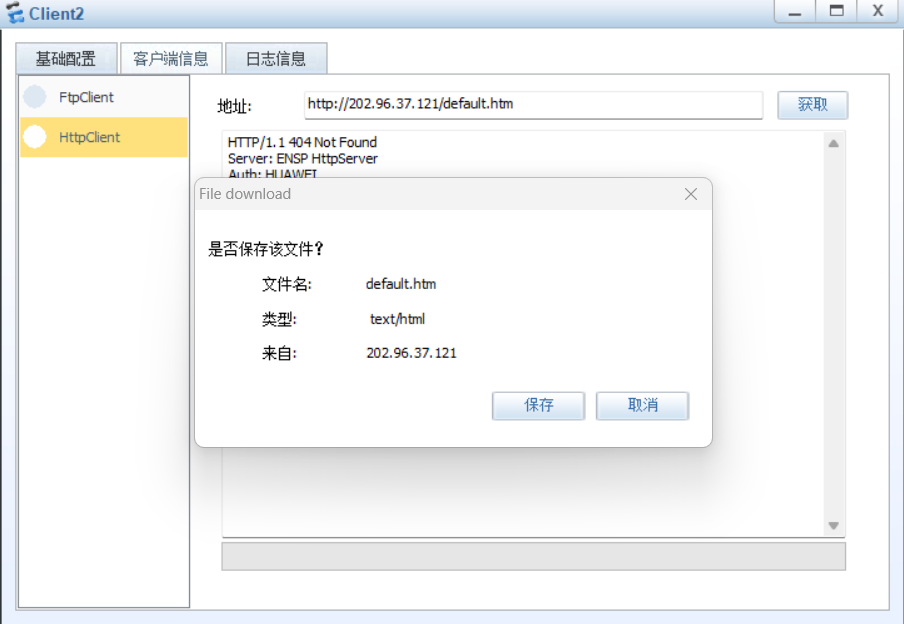 Client2
基础配置 客户端信息 日志信息
FtpClient
HttpClient
地址: http://202.96.37.121/default.htm 获取
HTTP/1.1 404 Not Found
Server: ENSP HttpServer
Auth: HUAWEI
File download
是否保存该文件?
文件名: default.htm
类型: text/html
来自: 202.96.37.121
保存 取消